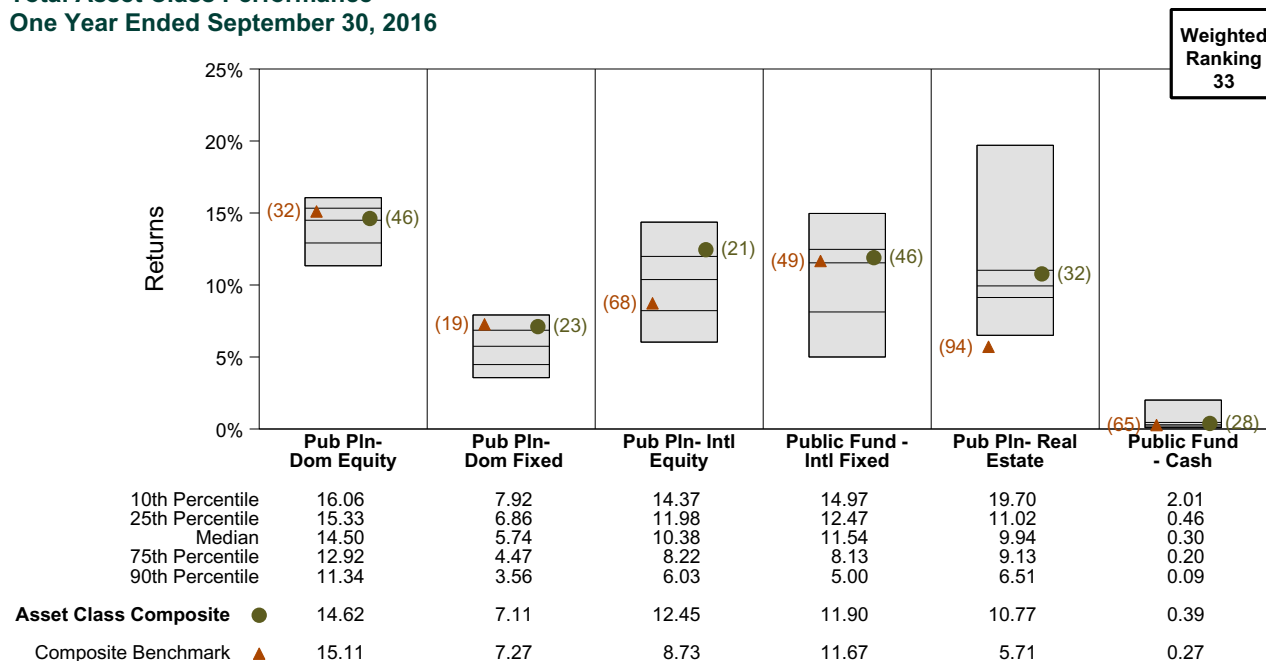 One Year Ended September 30, 2016
Weighted
Ranking
33
Returns
25%
20%
15%
10%
5%
0%
(32) (46)
(19) (23)
(68) (21)
(49) (46)
(94) (32)
(65) (28)
Pub Pln- Dom Equity
Pub Pln- Dom Fixed
Pub Pln- Intl Equity
Public Fund - Intl Fixed
Pub Pln- Real Estate
Public Fund - Cash
10th Percentile 16.06 7.92 14.37 14.97 19.70 2.01
25th Percentile 15.33 6.86 11.98 12.47 11.02 0.46
Median 14.50 5.74 10.38 11.54 9.94 0.30
75th Percentile 12.92 4.47 8.22 8.13 9.13 0.20
90th Percentile 11.34 3.56 6.03 5.00 6.51 0.09
Asset Class Composite 14.62 7.11 12.45 11.90 10.77 0.39
Composite Benchmark 15.11 7.27 8.73 11.67 5.71 0.27